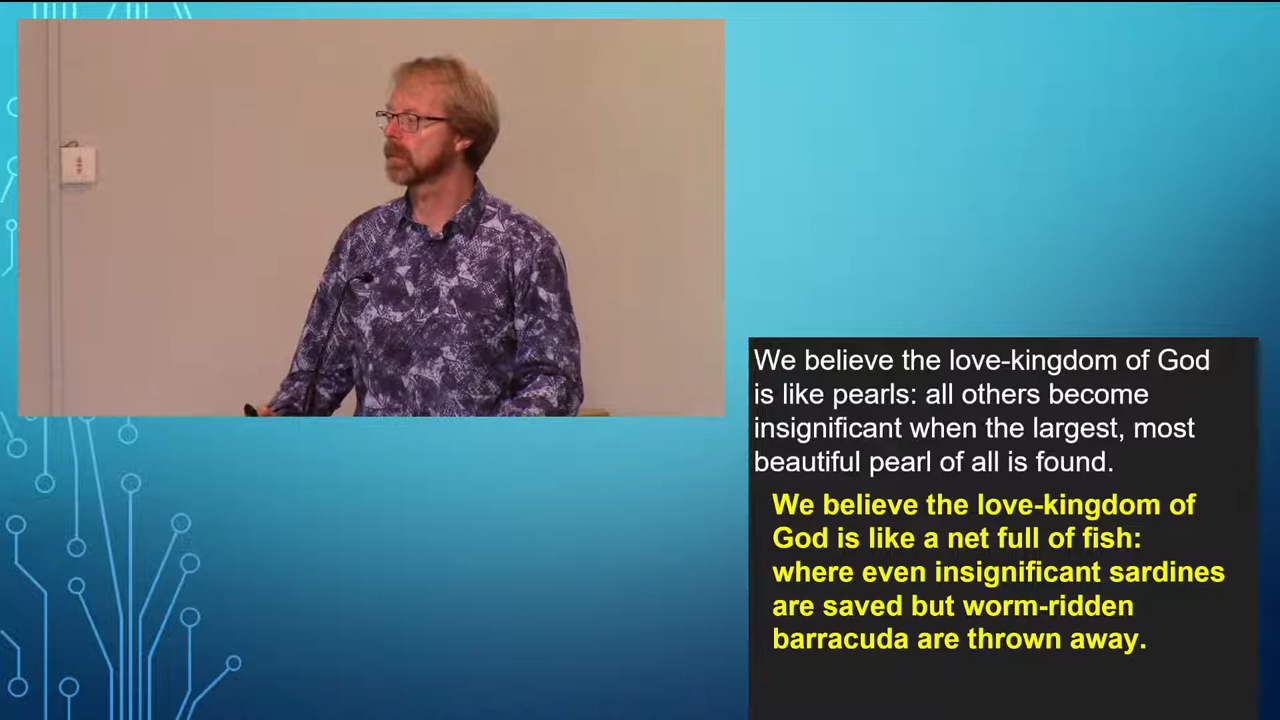 We believe the love-kingdom of God
is like pearls: all others become
insignificant when the largest, most
beautiful pearl of all is found.
We believe the love-kingdom of
God is like a net full of fish:
where even insignificant sardines
are saved but worm-ridden
barracuda are thrown away.